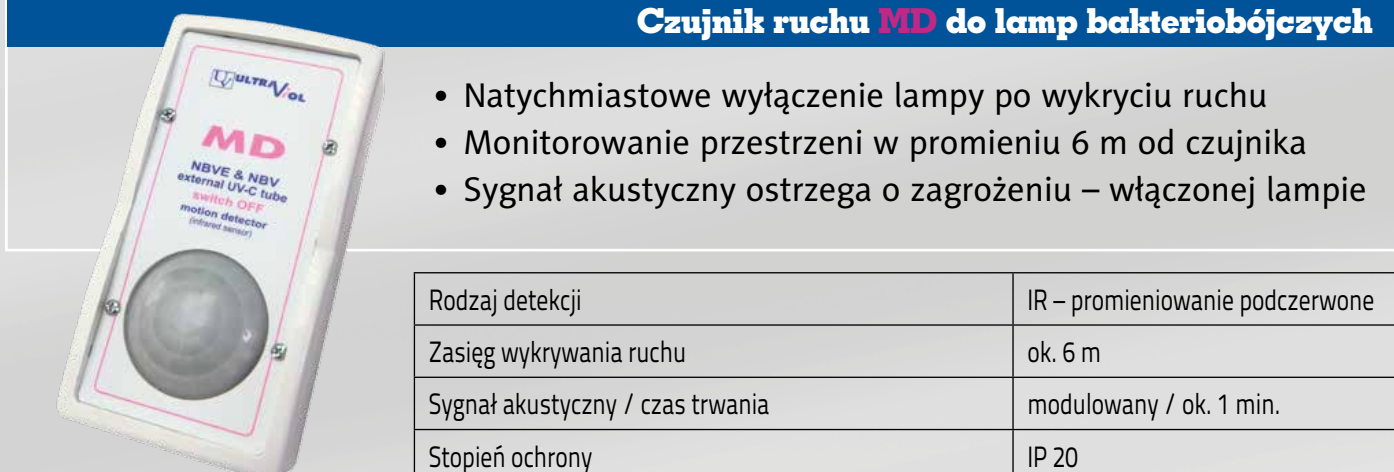 Czujnik ruchu MD do lamp bakteriobójczych
ULTRAVIOL
MD
NBVE & NBV
external UV-C tube
switch OFF
motion detector
(infrared sensor)
• Natychmiastowe wyłączenie lampy po wykryciu ruchu
• Monitorowanie przestrzeni w promieniu 6 m od czujnika
• Sygnał akustyczny ostrzega o zagrożeniu – włączonej lampie
Rodzaj detekcji IR – promieniowanie podczerwone
Zasięg wykrywania ruchu ok. 6 m
Sygnał akustyczny / czas trwania modulowany / ok. 1 min.
Stopień ochrony IP 20